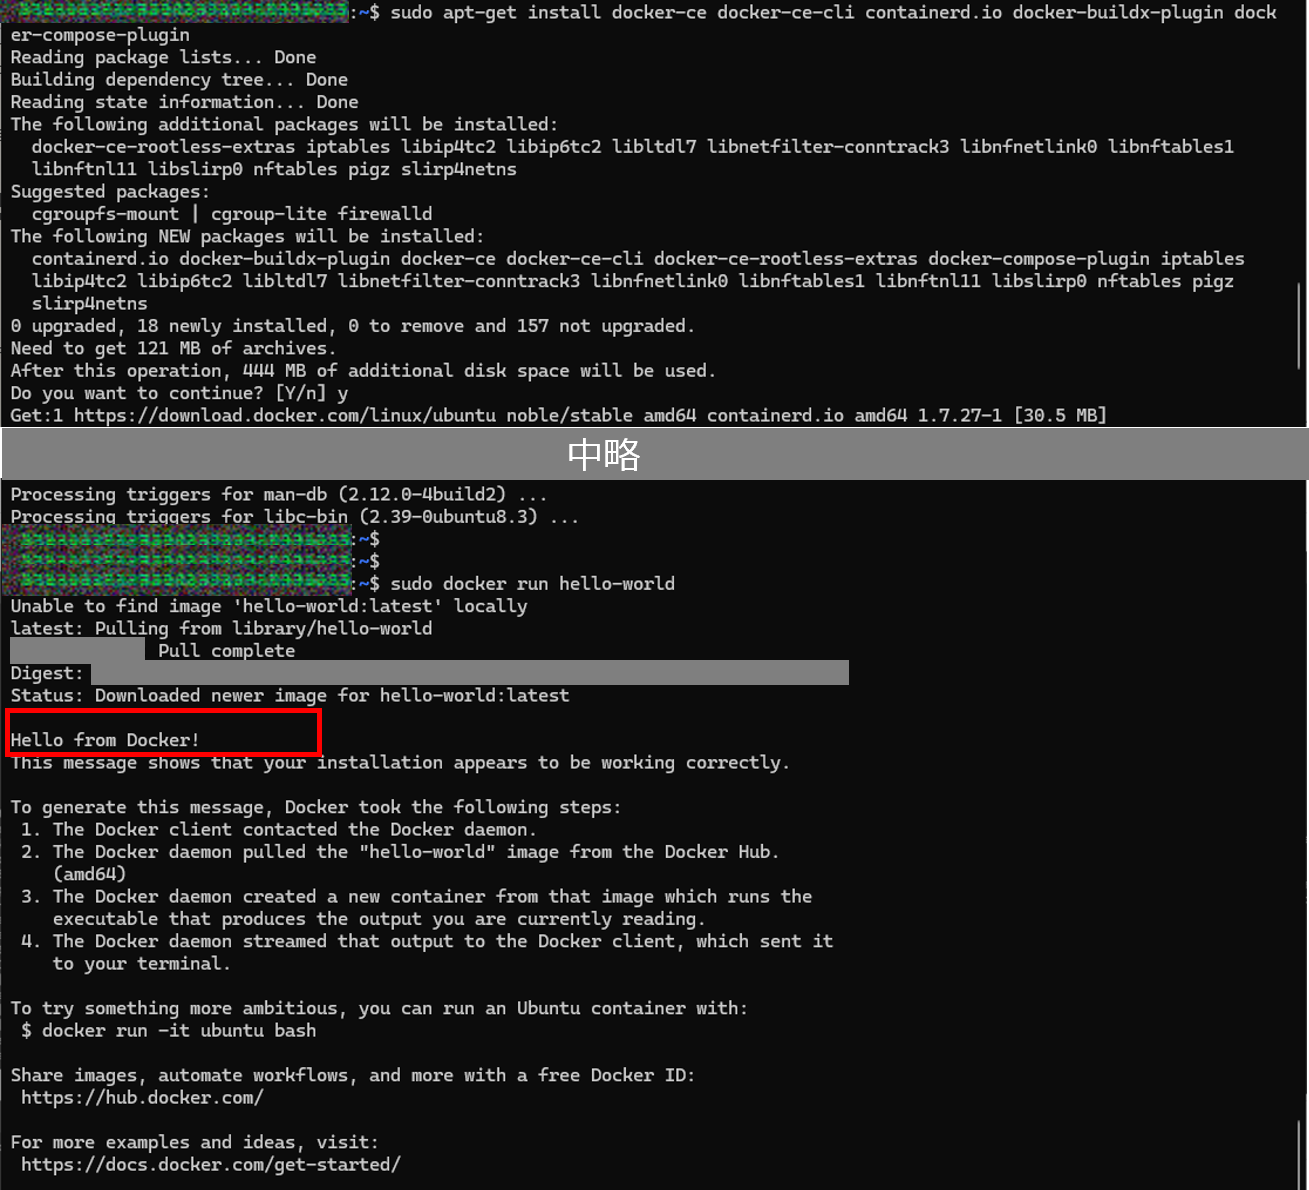 :~$ sudo apt-get install docker-ce docker-ce-cli containerd.io docker-buildx-plugin dock
er-compose-plugin
Reading package lists... Done
Building dependency tree... Done
Reading state information... Done
The following additional packages will be installed:
  docker-ce-rootless-extras iptables libip4tc2 libip6tc2 libltdl7 libnetfilter-conntrack3 libnfnetlink0 libnftables1
  libnftnl11 libslirp0 nftables pigz slirp4netns
Suggested packages:
  cgroupfs-mount | cgroup-lite firewalld
The following NEW packages will be installed:
  containerd.io docker-buildx-plugin docker-ce docker-ce-cli docker-ce-rootless-extras docker-compose-plugin iptables
  libip4tc2 libip6tc2 libltdl7 libnetfilter-conntrack3 libnfnetlink0 libnftables1 libnftnl11 libslirp0 nftables pigz
  slirp4netns
0 upgraded, 18 newly installed, 0 to remove and 157 not upgraded.
Need to get 121 MB of archives.
After this operation, 444 MB of additional disk space will be used.
Do you want to continue? [Y/n] y
Get:1 https://download.docker.com/linux/ubuntu noble/stable amd64 containerd.io amd64 1.7.27-1 [30.5 MB]
中略
Processing triggers for man-db (2.12.0-4build2) ...
Processing triggers for libc-bin (2.39-0ubuntu8.3) ...
:~$
:~$
:~$ sudo docker run hello-world
Unable to find image 'hello-world:latest' locally
latest: Pulling from library/hello-world
Pull complete
Digest:
Status: Downloaded newer image for hello-world:latest
Hello from Docker!
This message shows that your installation appears to be working correctly.
To generate this message, Docker took the following steps:
 1. The Docker client contacted the Docker daemon.
 2. The Docker daemon pulled the "hello-world" image from the Docker Hub.
    (amd64)
 3. The Docker daemon created a new container from that image which runs the
    executable that produces the output you are currently reading.
 4. The Docker daemon streamed that output to the Docker client, which sent it
    to your terminal.
To try something more ambitious, you can run an Ubuntu container with:
 $ docker run -it ubuntu bash
Share images, automate workflows, and more with a free Docker ID:
 https://hub.docker.com/
For more examples and ideas, visit:
 https://docs.docker.com/get-started/